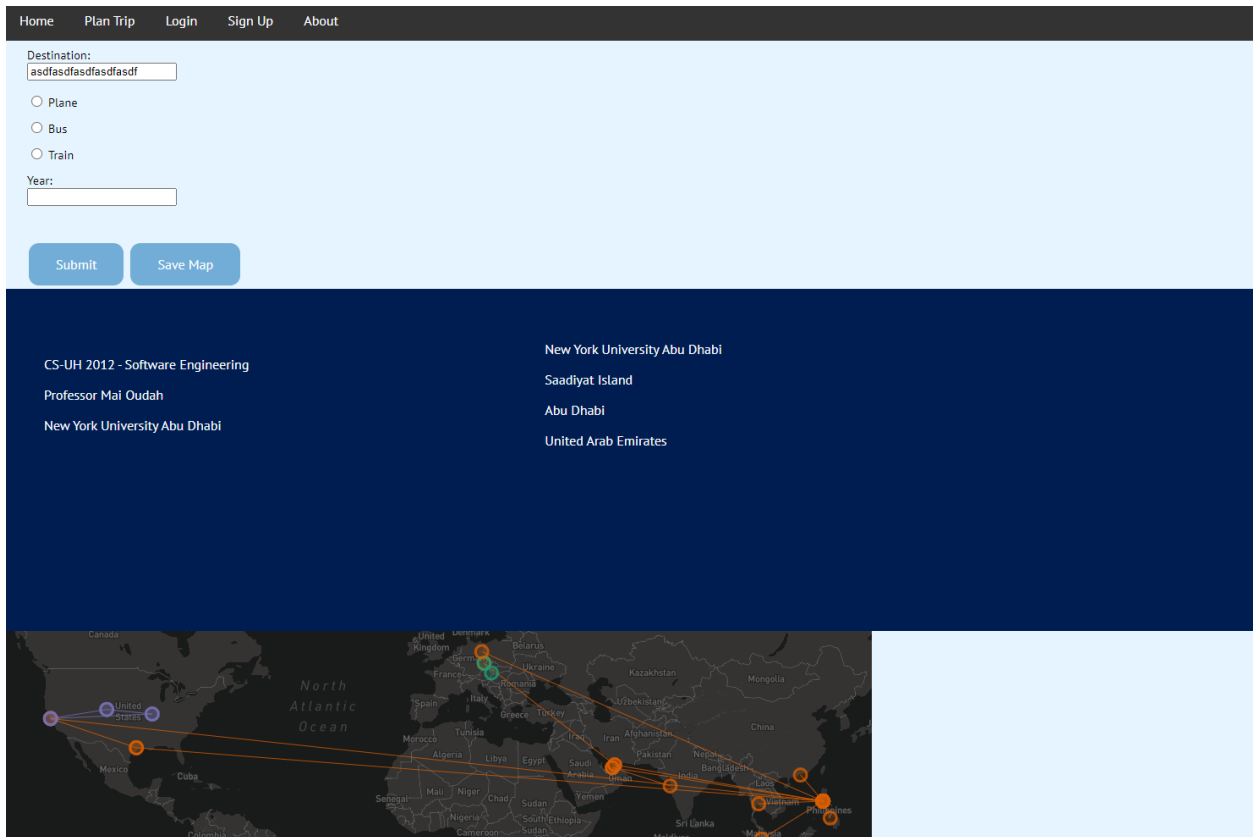 Home Plan Trip Login Sign Up About
Destination:
asdfasdfasdfasdfasdf
Plane
Bus
Train
Year:
Submit Save Map
CS-UH 2012 - Software Engineering
Professor Mai Oudah
New York University Abu Dhabi
New York University Abu Dhabi
Saadiyat Island
Abu Dhabi
United Arab Emirates
Canada
United
Kingdom
Denmark
Belarus
Germ
Ukraine
France
Romania
Kazakhstan
Mongolia
North
Atlantic
Ocean
United
States
Spain
Italy
Greece
Turkey
Uzbekistan
China
Morocco
Tunisia
Iraq
Iran
Afghanistan
Algeria
Libya
Egypt
Saudi
Arabia
Pakistan
Nepal
Bangladesh
Mexico
Cuba
Oman
India
Laos
Senegal
Mali
Niger
Chad
Sudan
Yemen
Vietnam
Philippines
Nigeria
South
Sudan
Ethiopia
Sri Lanka
Cameroon
Colombia
Maldives
Malaysia